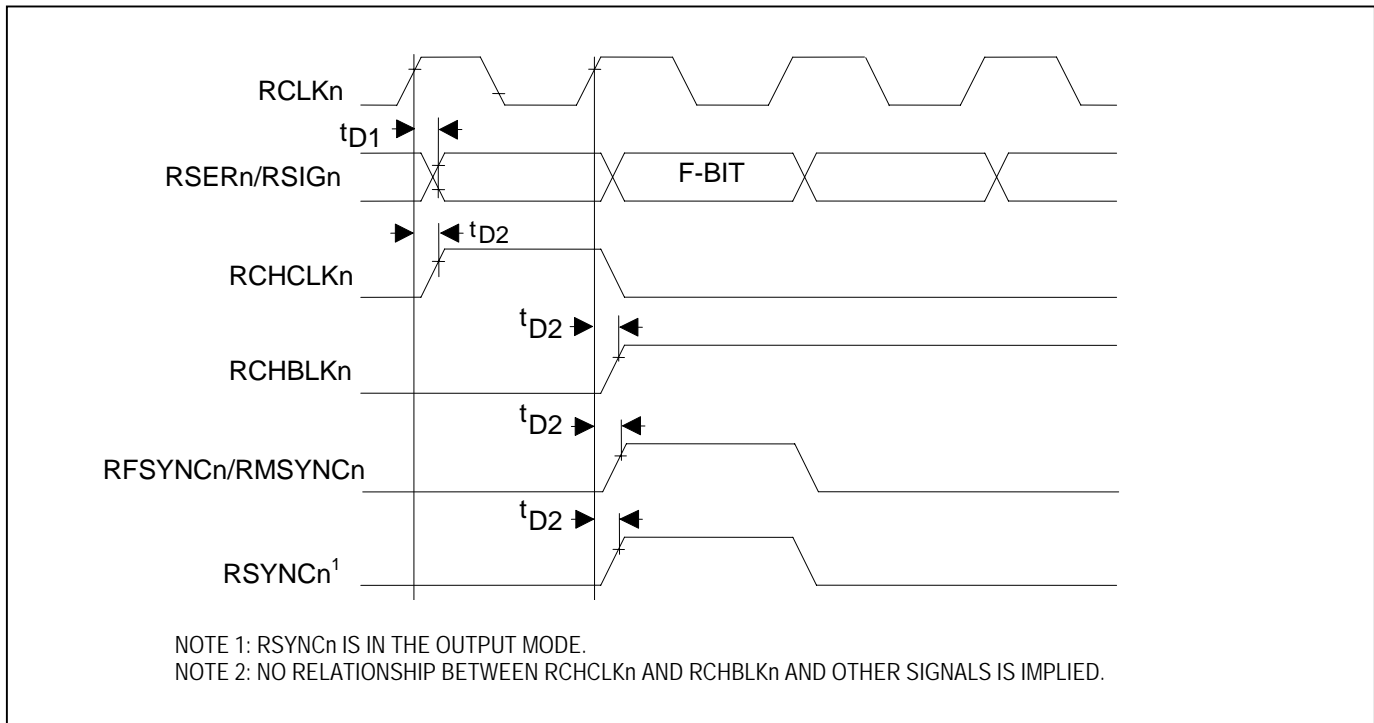 RCLKn
tD1
RSERn/RSIGn
F-BIT
tD2
RCHCLKn
tD2
RCHBLKn
tD2
RFSYNCn/RMSYNCn
tD2
RSYNCn1
NOTE 1: RSYNCn IS IN THE OUTPUT MODE.
NOTE 2: NO RELATIONSHIP BETWEEN RCHCLKn AND RCHBLKn AND OTHER SIGNALS IS IMPLIED.